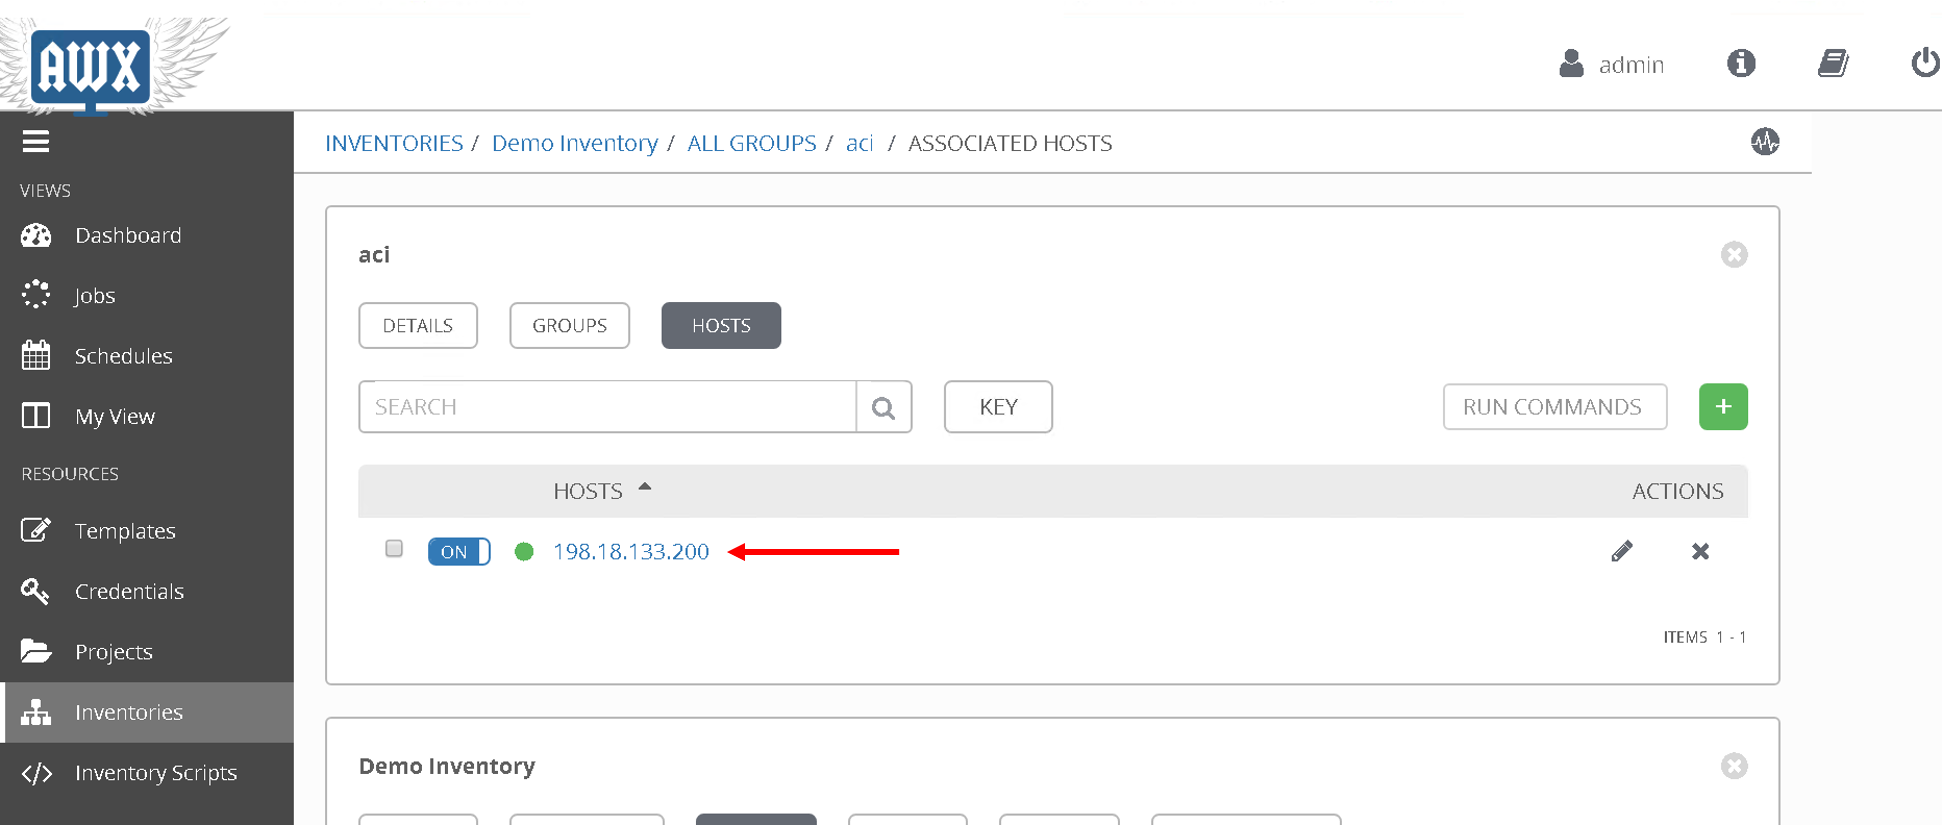 AWX
admin
INVENTORIES / Demo Inventory / ALL GROUPS / aci / ASSOCIATED HOSTS
VIEWS
Dashboard
Jobs
Schedules
My View
RESOURCES
Templates
Credentials
Projects
Inventories
Inventory Scripts
aci
DETAILS GROUPS HOSTS
SEARCH KEY RUN COMMANDS +
HOSTS ACTIONS
ON 198.18.133.200
ITEMS 1 - 1
Demo Inventory